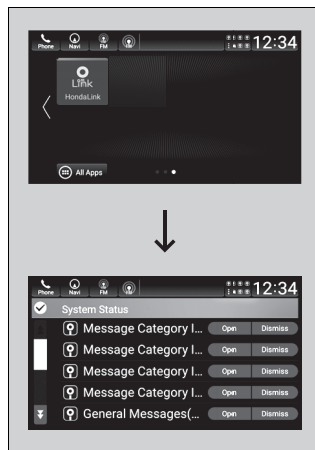 Phone Navi FM 12:34
Link
HondaLink
All Apps
Phone Navi FM 12:34
System Status
Message Category I... Open Dismiss
Message Category I... Open Dismiss
Message Category I... Open Dismiss
Message Category I... Open Dismiss
General Messages(... Open Dismiss